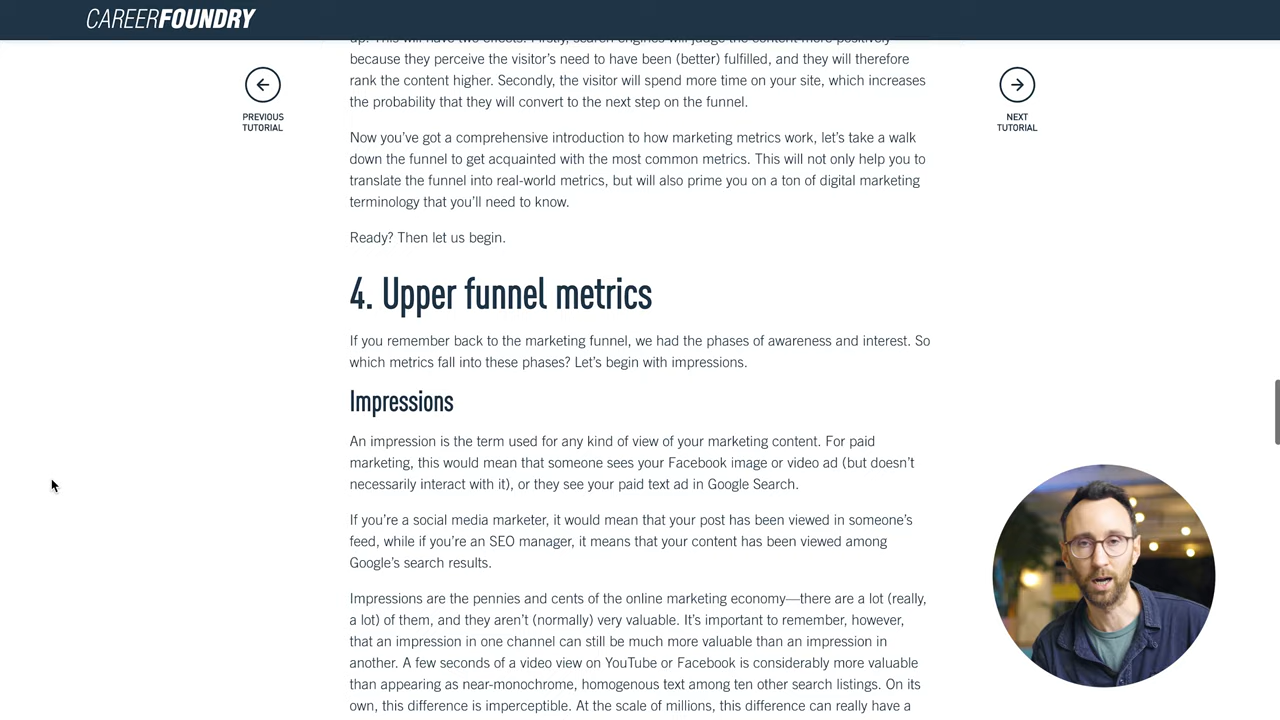 CAREERFOUNDRY
up. This will have two effects. Firstly, search engines will judge the content more positively
because they perceive the visitor's need to have been (better) fulfilled, and they will therefore
rank the content higher. Secondly, the visitor will spend more time on your site, which increases
the probability that they will convert to the next step on the funnel.
PREVIOUS
TUTORIAL
NEXT
TUTORIAL
Now you've got a comprehensive introduction to how marketing metrics work, let's take a walk
down the funnel to get acquainted with the most common metrics. This will not only help you to
translate the funnel into real-world metrics, but will also prime you on a ton of digital marketing
terminology that you'll need to know.
Ready? Then let us begin.
4. Upper funnel metrics
If you remember back to the marketing funnel, we had the phases of awareness and interest. So
which metrics fall into these phases? Let's begin with impressions.
Impressions
An impression is the term used for any kind of view of your marketing content. For paid
marketing, this would mean that someone sees your Facebook image or video ad (but doesn't
necessarily interact with it), or they see your paid text ad in Google Search.
If you're a social media marketer, it would mean that your post has been viewed in someone's
feed, while if you're an SEO manager, it means that your content has been viewed among
Google's search results.
Impressions are the pennies and cents of the online marketing economy—there are a lot (really,
a lot) of them, and they aren't (normally) very valuable. It's important to remember, however,
that an impression in one channel can still be much more valuable than an impression in
another. A few seconds of a video view on YouTube or Facebook is considerably more valuable
than appearing as near-monochrome, homogenous text among ten other search listings. On its
own, this difference is imperceptible. At the scale of millions, this difference can really have a